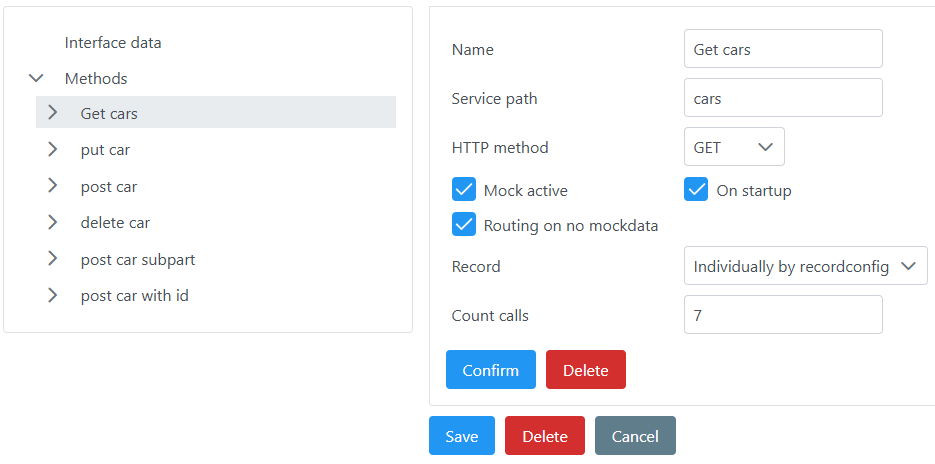 Interface data
Methods
Get cars
put car
post car
delete car
post car subpart
post car with id
Name Get cars
Service path cars
HTTP method GET
Mock active On startup
Routing on no mockdata
Record Individually by recordconfig
Count calls 7
Confirm Delete
Save Delete Cancel